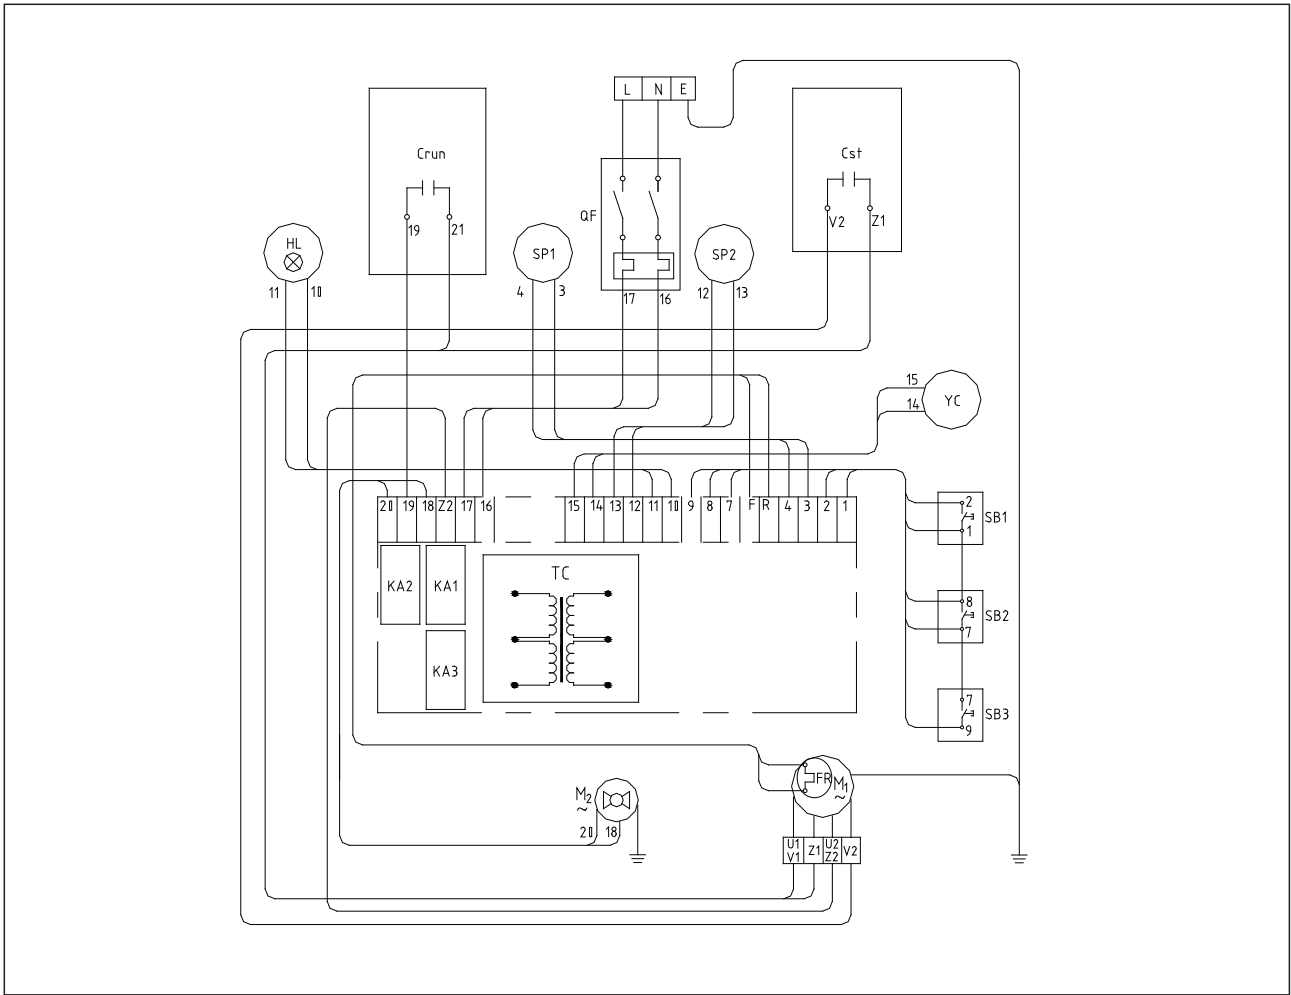 L N E
Crun
Cst
QF
19 21
V2 Z1
HL
SP1
SP2
11 10
4 3
17 16
12 13
15
14
YC
20 19 18 Z2 17 16 15 14 13 12 11 10 9 8 7 F R 4 3 2 1
2
SB1
1
TC
KA2 KA1
8
SB2
7
KA3
7
SB3
9
FR
M1
~
M2
~
20 18
U1 Z1 U2 V2
V1 Z2